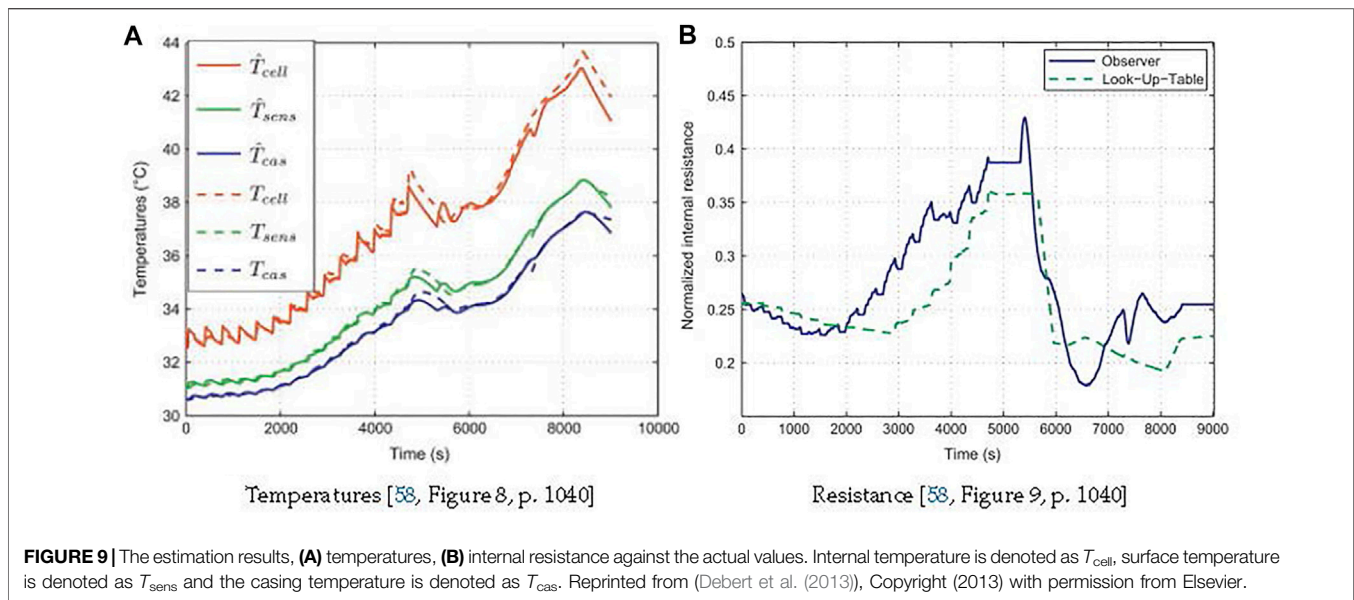 A
44
42
40
38
36
34
32
30
Temperatures (°C)
T̂cell
T̂sens
T̂cas
Tcell
Tsens
Tcas
0 2000 4000 6000 8000 10000
Time (s)
Temperatures [58, Figure 8, p. 1040]
B
0.5
0.45
0.4
0.35
0.3
0.25
0.2
Normalized internal resistance
Observer
Look-Up-Table
0 1000 2000 3000 4000 5000 6000 7000 8000 9000
Time (s)
Resistance [58, Figure 9, p. 1040]
FIGURE 9 | The estimation results, (A) temperatures, (B) internal resistance against the actual values. Internal temperature is denoted as Tcell, surface temperature
is denoted as Tsens and the casing temperature is denoted as Tcas. Reprinted from (Debert et al. (2013)), Copyright (2013) with permission from Elsevier.